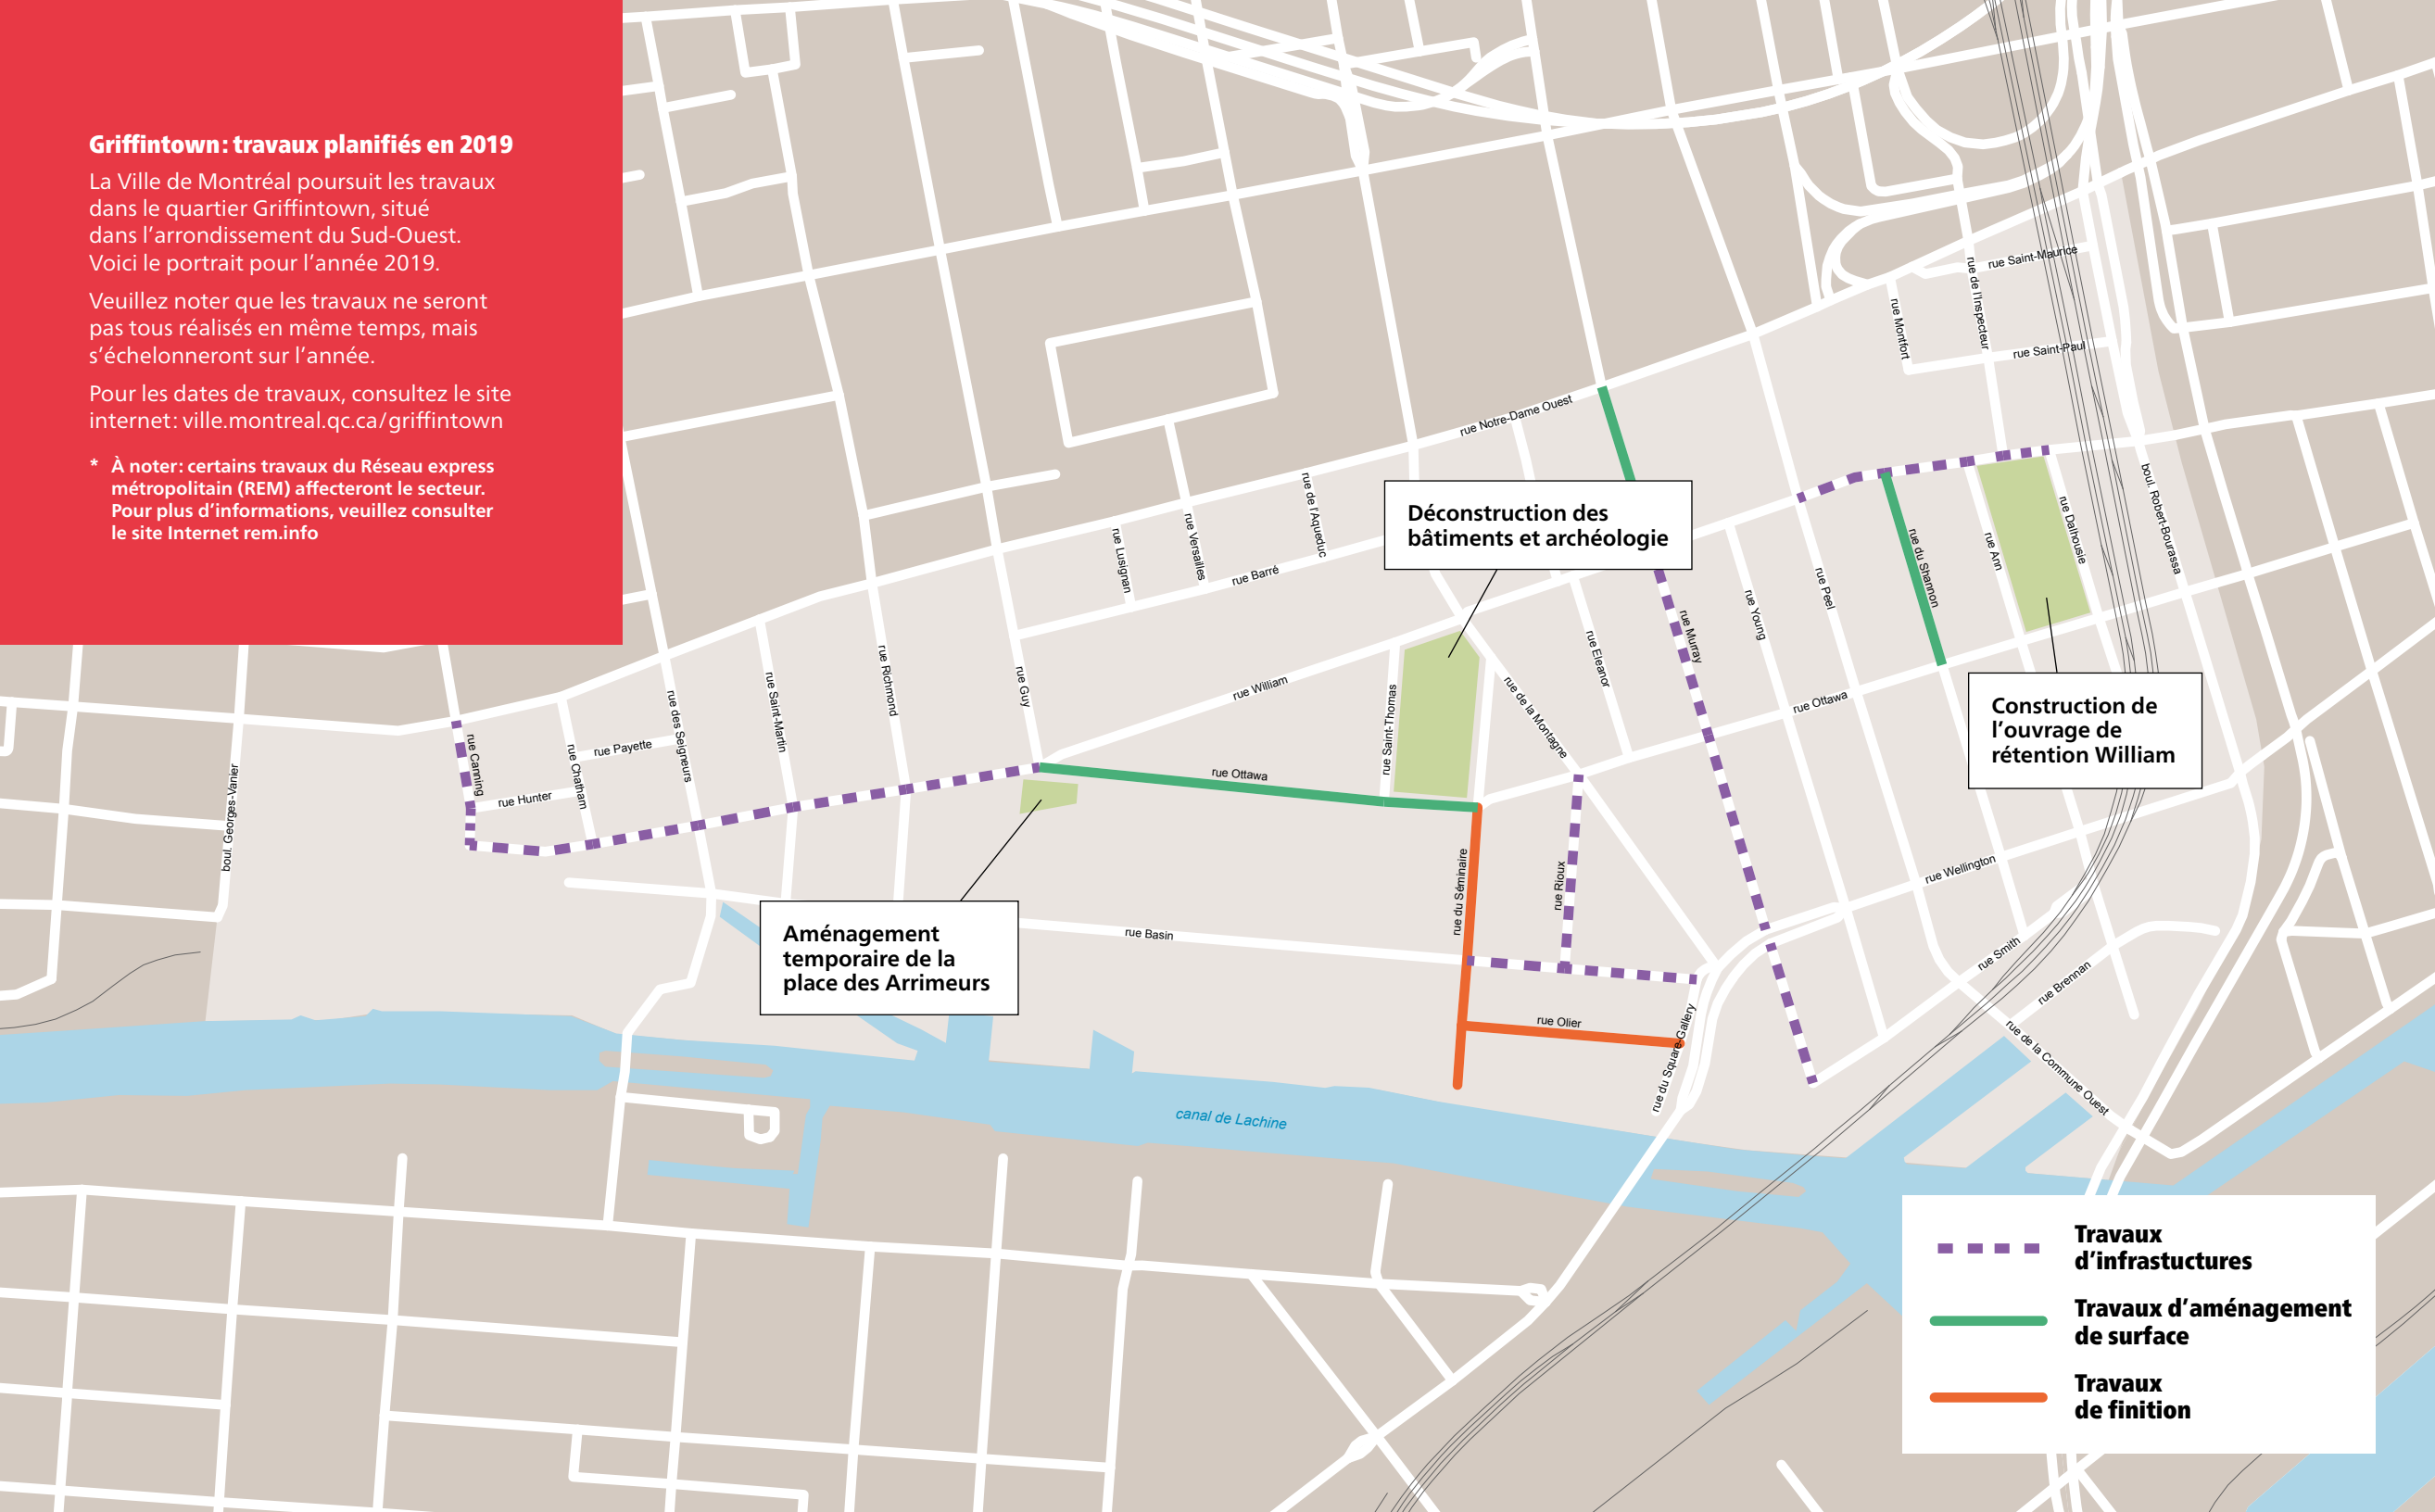 Griffintown : travaux planifiés en 2019
La Ville de Montréal poursuit les travaux
dans le quartier Griffintown, situé
dans l’arrondissement du Sud-Ouest.
Voici le portrait pour l’année 2019.
Veuillez noter que les travaux ne seront
pas tous réalisés en même temps, mais
s’échelonneront sur l’année.
Pour les dates de travaux, consultez le site
internet : ville.montreal.qc.ca/griffintown
* À noter : certains travaux du Réseau express
métropolitain (REM) affecteront le secteur.
Pour plus d’informations, veuillez consulter
le site Internet rem.info
rue Saint-Maurice
rue de l'Inspecteur
rue Montfort
rue Saint-Paul
rue Notre-Dame Ouest
boul. Robert-Bourassa
rue de l'Aqueduc
rue Versailles
rue Lusignan
rue Barré
Déconstruction des
bâtiments et archéologie
rue Dalhousie
rue Ann
rue du Shannon
rue Peel
rue Young
rue Murray
rue Eleanor
rue de la Montagne
rue Saint-Thomas
rue William
rue Guy
rue Richmond
rue Saint-Martin
rue des Seigneurs
rue Payette
rue Chatham
rue Hunter
rue Canning
boul. Georges-Vanier
rue Ottawa
rue Ottawa
Construction de
l’ouvrage de
rétention William
rue Wellington
rue Rioux
rue du Séminaire
rue Basin
Aménagement
temporaire de la
place des Arrimeurs
rue Smith
rue Brennan
rue de la Commune Ouest
rue Olier
rue du Square-Gallery
canal de Lachine
Travaux
d’infrastuctures
Travaux d’aménagement
de surface
Travaux
de finition